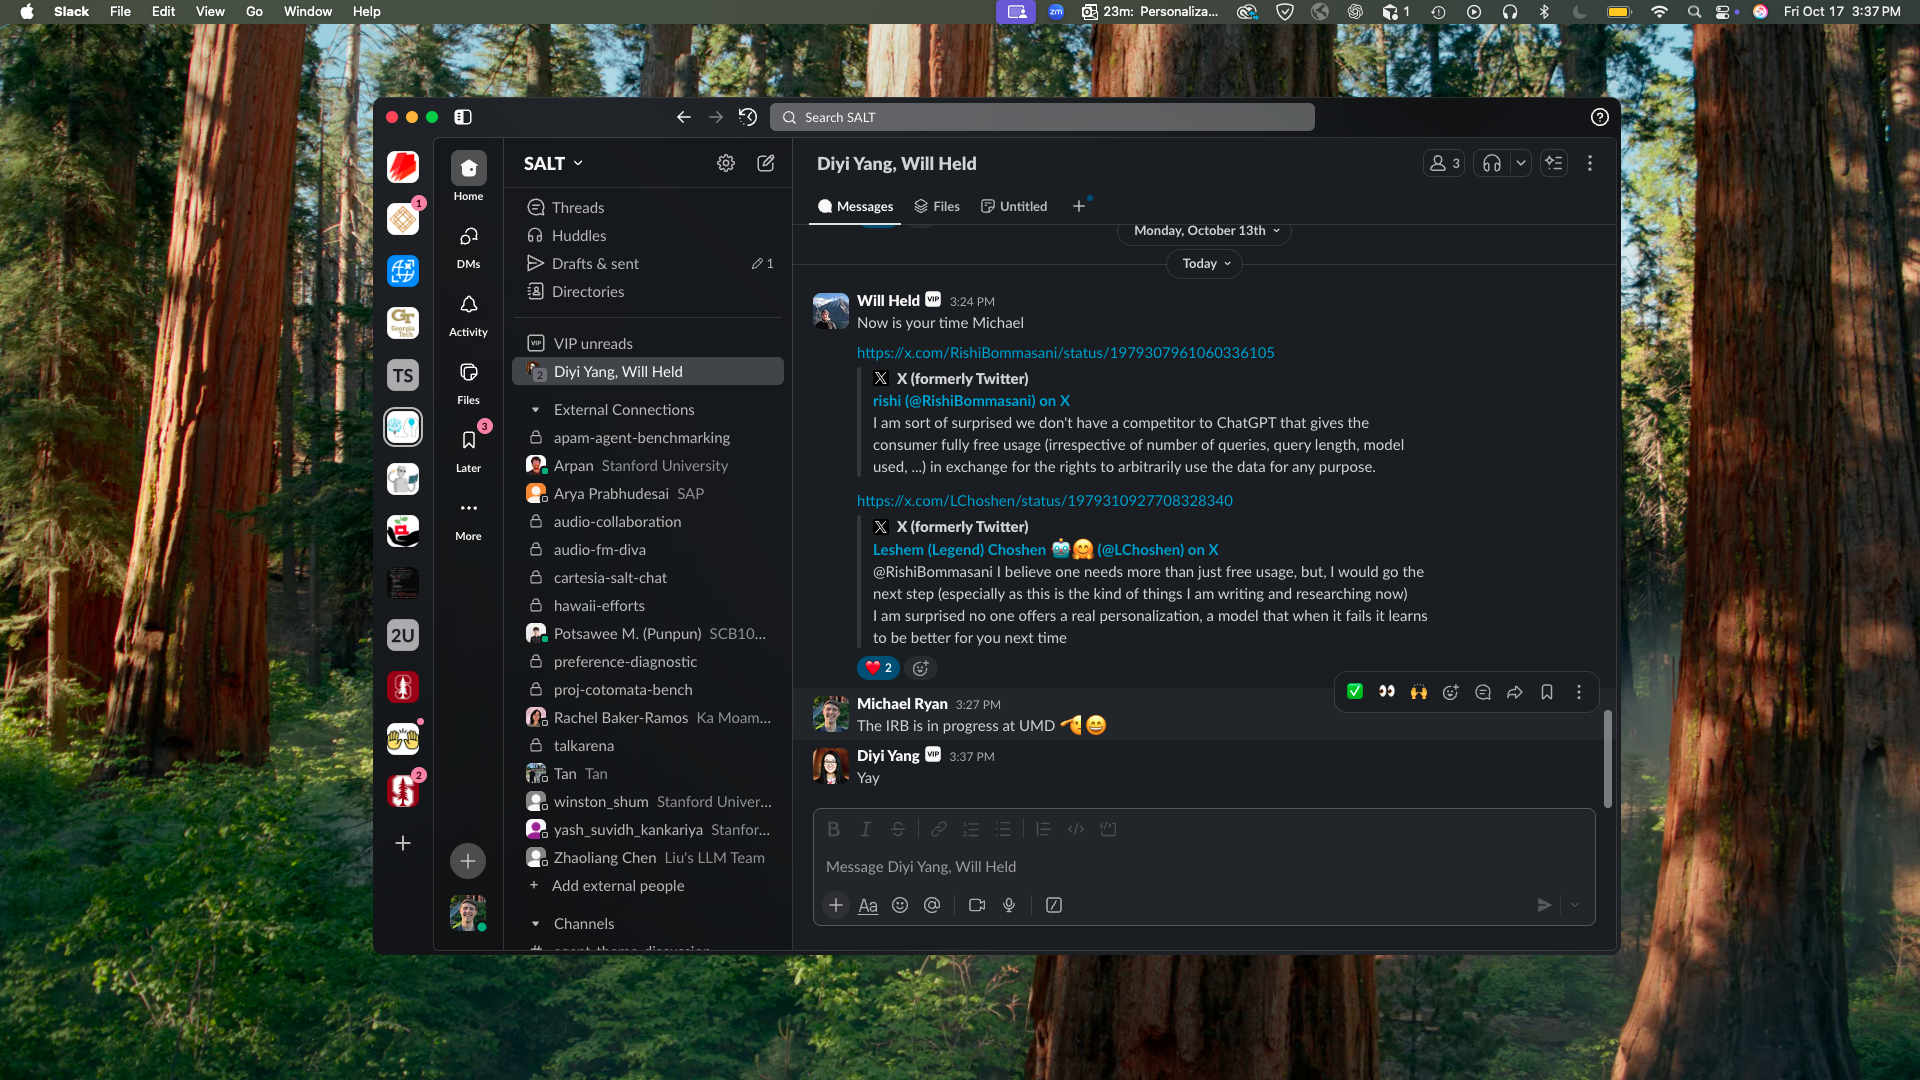 Slack File Edit View Go Window Help
zm 23m: Personaliza... 1 Fri Oct 17 3:37 PM
Search SALT
1
Georgia Tech
TS
2U
2
Home
DMs
Activity
Files
3
Later
More
SALT
Threads
Huddles
Drafts & sent 1
Directories
VIP VIP unreads
2 Diyi Yang, Will Held
External Connections
apam-agent-benchmarking
Arpan Stanford University
Arya Prabhudesai SAP
audio-collaboration
audio-fm-diva
cartesia-salt-chat
hawaii-efforts
Potsawee M. (Punpun) SCB10...
preference-diagnostic
proj-cotomata-bench
Rachel Baker-Ramos Ka Moam...
talkarena
Tan Tan
winston_shum Stanford Univer...
yash_suvidh_kankariya Stanfor...
Zhaoliang Chen Liu's LLM Team
+ Add external people
Channels
Diyi Yang, Will Held 3
Messages Files Untitled
Monday, October 13th
Today
Will Held VIP 3:24 PM
Now is your time Michael
https://x.com/RishiBommasani/status/1979307961060336105
X (formerly Twitter)
rishi (@RishiBommasani) on X
I am sort of surprised we don't have a competitor to ChatGPT that gives the
consumer fully free usage (irrespective of number of queries, query length, model
used, ...) in exchange for the rights to arbitrarily use the data for any purpose.
https://x.com/LChoshen/status/1979310927708328340
X (formerly Twitter)
Leshem (Legend) Choshen 🤖🤗 (@LChoshen) on X
@RishiBommasani I believe one needs more than just free usage, but, I would go the
next step (especially as this is the kind of things I am writing and researching now)
I am surprised no one offers a real personalization, a model that when it fails it learns
to be better for you next time
❤️ 2
Michael Ryan 3:27 PM
The IRB is in progress at UMD 🫡😄
Diyi Yang VIP 3:37 PM
Yay
Message Diyi Yang, Will Held
Aa